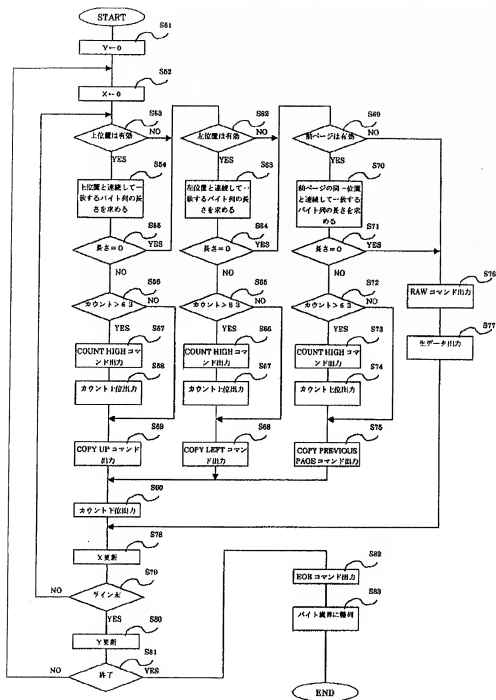 START
S51
Y←0
S52
X←0
S53
上位置は有効
NO
YES
S54
上位置と連続して一
致するバイト列の長
さを求める
S55
長さ=0
YES
NO
S56
カウント>63
NO
YES
S57
COUNT HIGH コマ
ンド出力
S58
カウント上位出力
S59
COPY UP コマンド
出力
S60
カウント下位出力
S62
左位置は有効
NO
YES
S63
左位置と連続して一
致するバイト列の長
さを求める
S64
長さ=0
YES
NO
S65
カウント>63
NO
YES
S66
COUNT HIGH コマ
ンド出力
S67
カウント上位出力
S68
COPY LEFT コマン
ド出力
S69
前ページは有効
NO
YES
S70
前ページの同一位置
と連続して一致する
バイト列の長さを求
める
S71
長さ=0
YES
NO
S72
カウント>63
NO
YES
S73
COUNT HIGH コマ
ンド出力
S74
カウント上位出力
S75
COPY PREVIOUS
PAGE コマンド出力
S76
RAW コマンド出力
S77
生データ出力
S78
X更新
S79
ライン末
NO
YES
S80
Y更新
S81
終了
NO
YES
S82
EOB コマンド出力
S83
バイト境界に整列
END